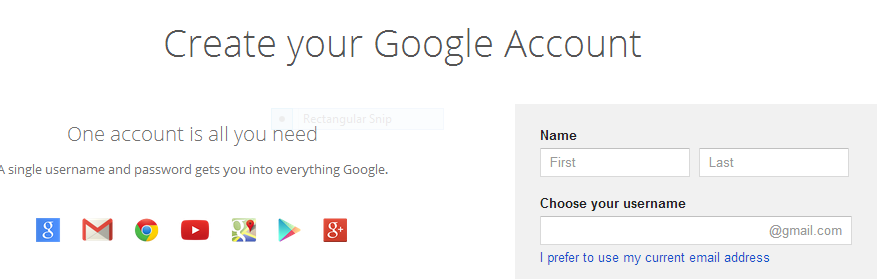 Create your Google Account
One account is all you need
Rectangular Snip
A single username and password gets you into everything Google.
g g+
Name
First Last
Choose your username
@gmail.com
I prefer to use my current email address